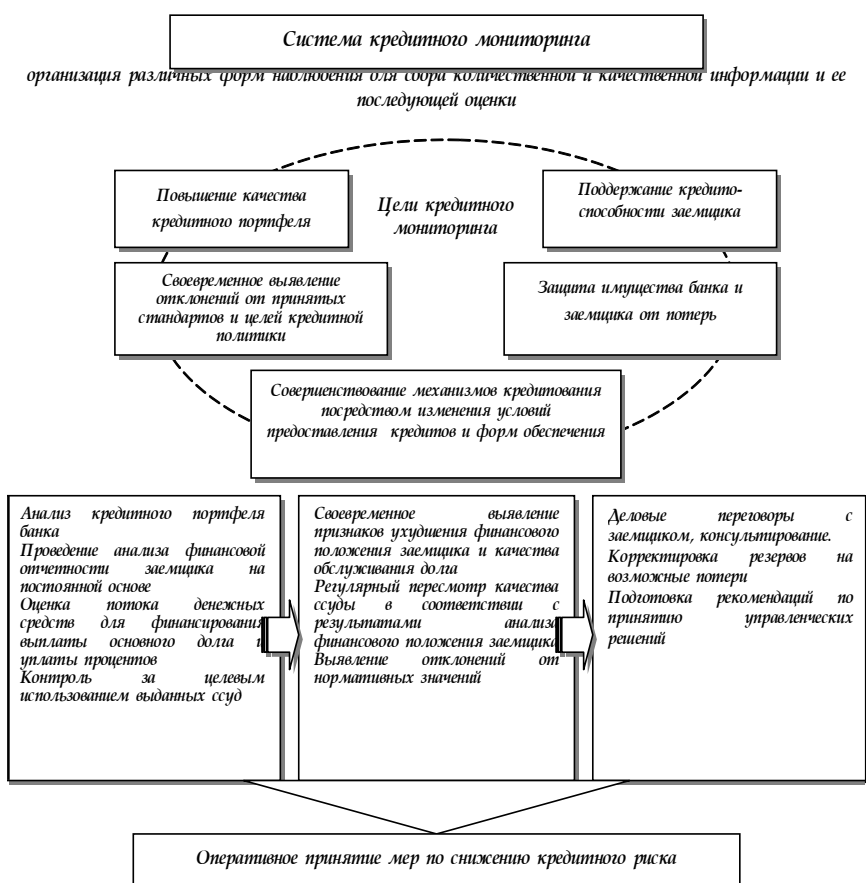 Система кредитного мониторинга
организация различных форм наблюдения для сбора количественной и качественной информации и ее
последующей оценки
Повышение качества
кредитного портфеля
Цели кредитного
мониторинга
Поддержание кредито-
способности заемщика
Своевременное выявление
отклонений от принятых
стандартов и целей кредитной
политики
Защита имущества банка и
заемщика от потерь
Совершенствование механизмов кредитования
посредством изменения условий
предоставления кредитов и форм обеспечения
Анализ кредитного портфеля
банка
Проведение анализа финансовой
отчетности заемщика на
постоянной основе
Оценка потока денежных
средств для финансирования
выплаты основного долга и
уплаты процентов
Контроль за целевым
использованием выданных ссуд
Своевременное выявление
признаков ухудшения финансового
положения заемщика и качества
обслуживания долга
Регулярный пересмотр качества
ссуды в соответствии с
результатами анализа
финансового положения заемщика
Выявление отклонений от
нормативных значений
Деловые переговоры с
заемщиком, консультирование.
Корректировка резервов на
возможные потери
Подготовка рекомендаций по
принятию управленческих
решений
Оперативное принятие мер по снижению кредитного риска